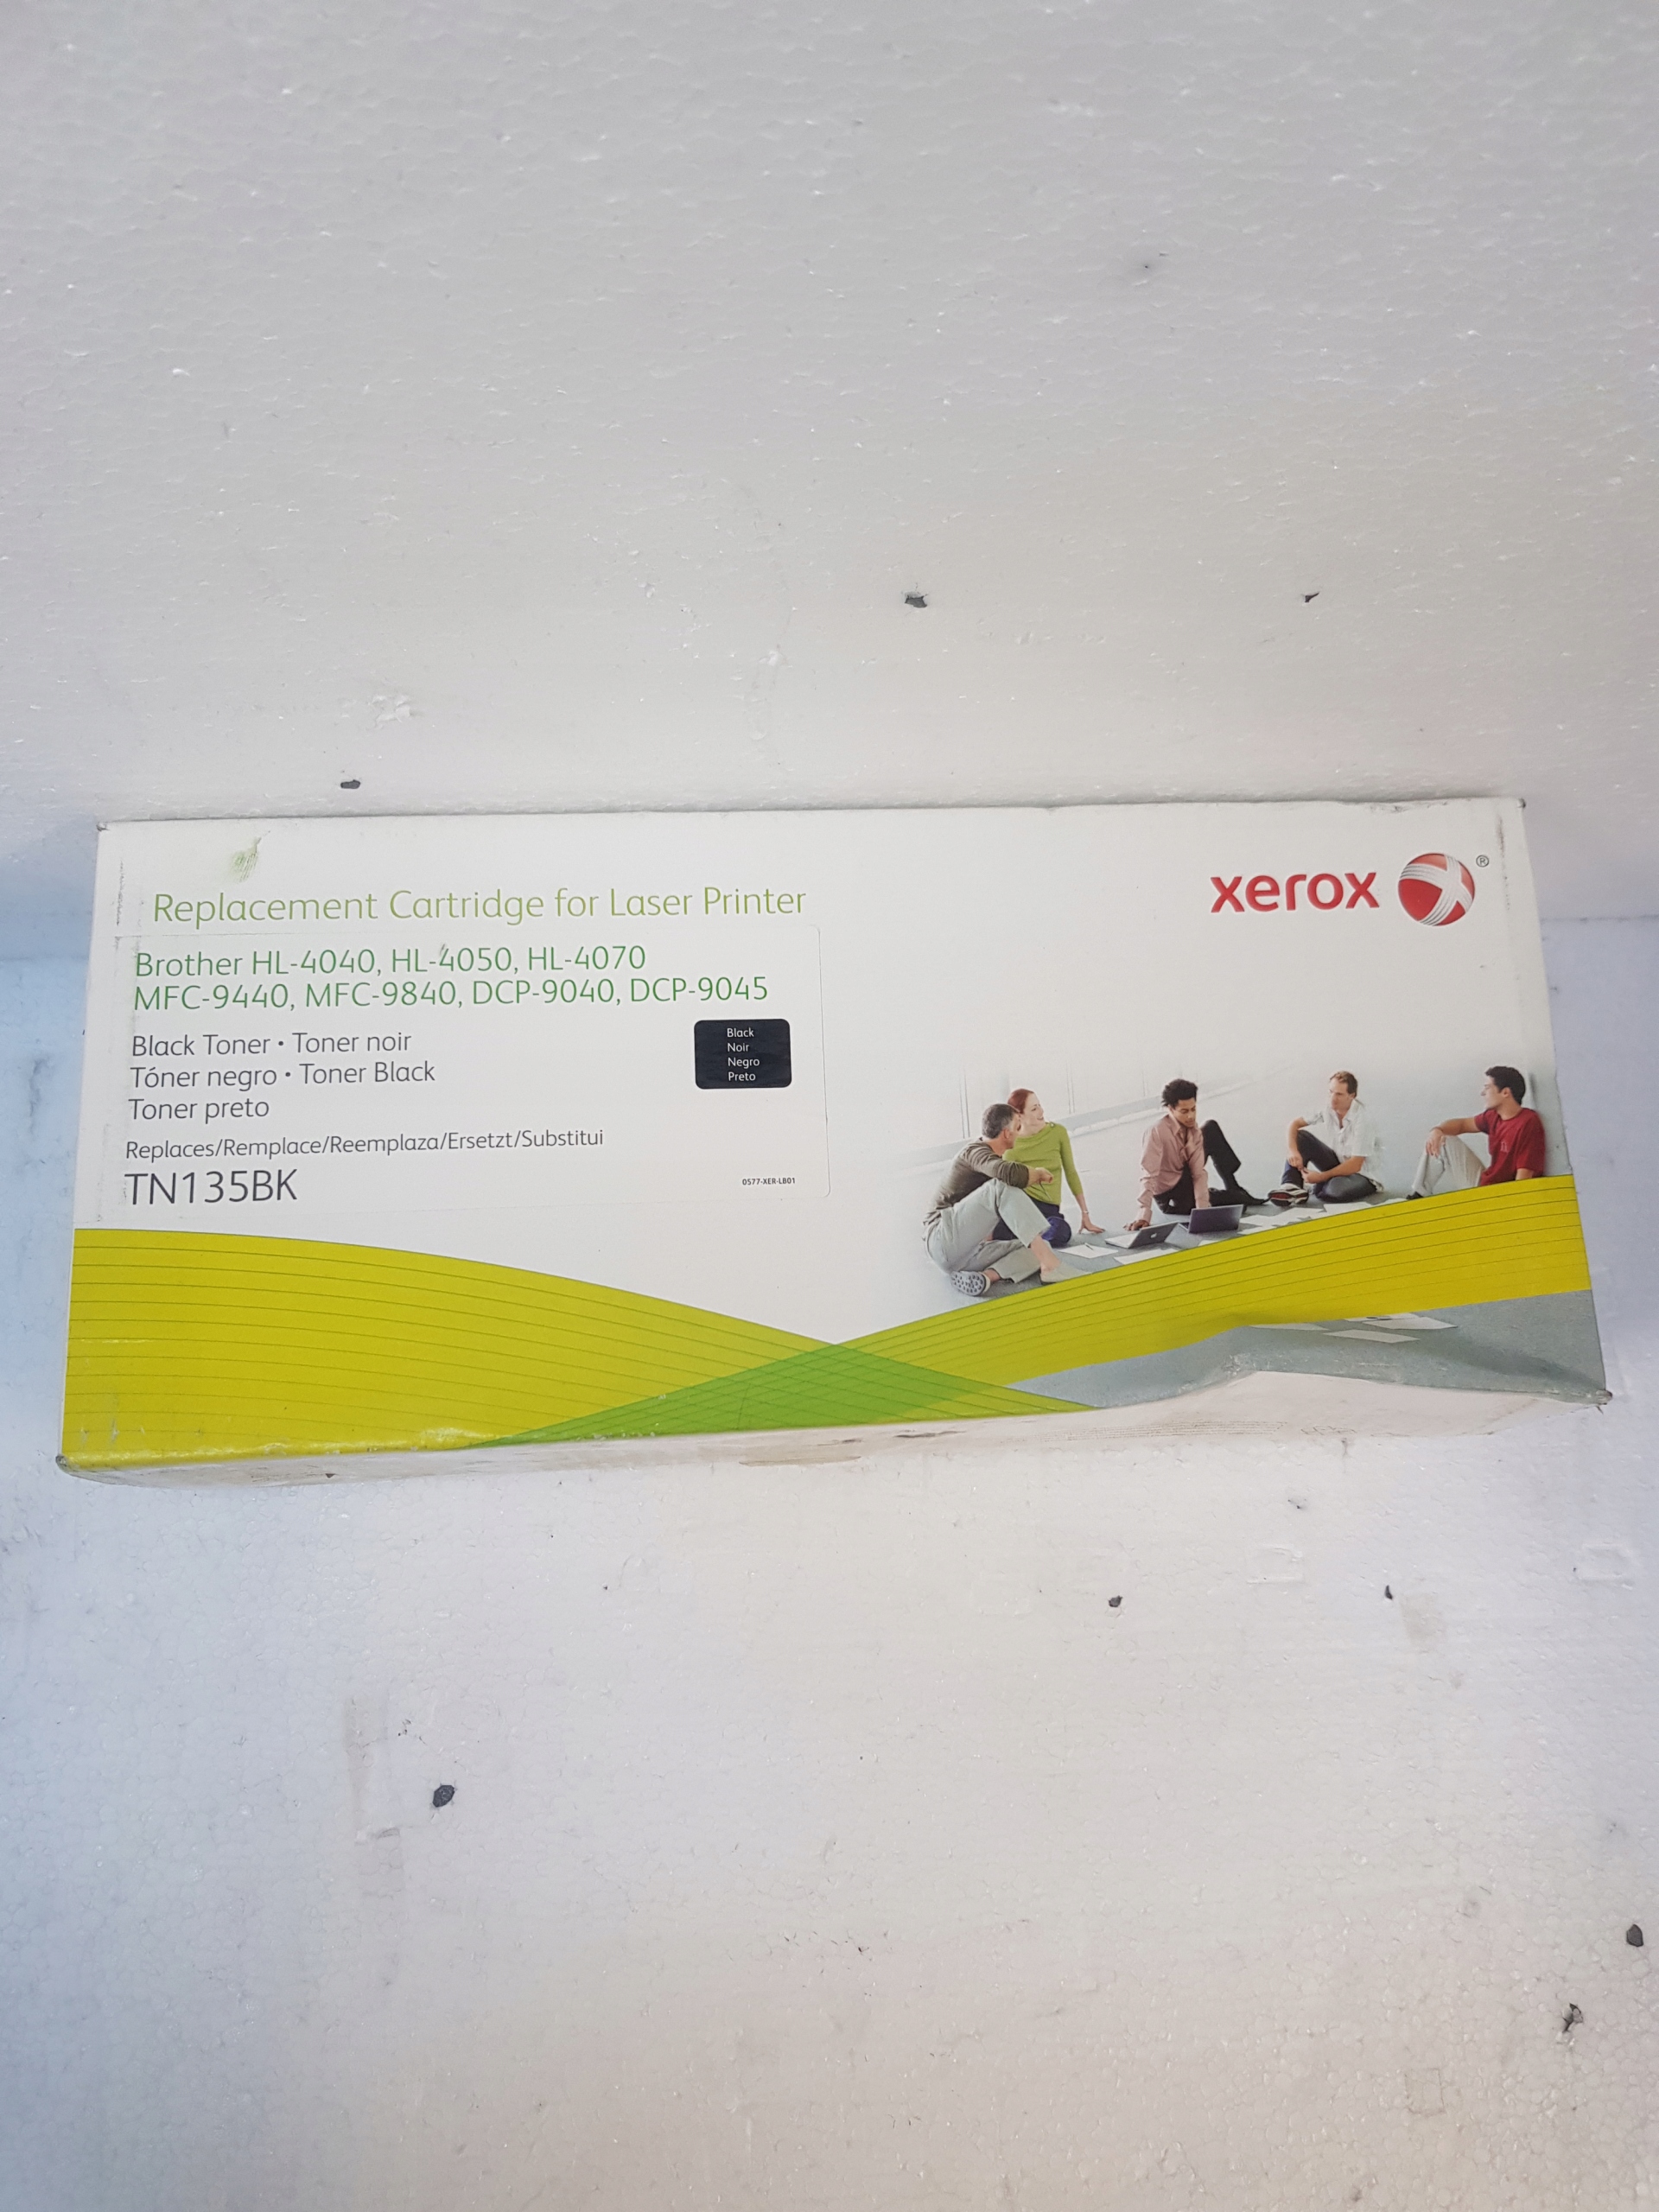 xerox ®
Replacement Cartridge for Laser Printer
Brother HL-4040, HL-4050, HL-4070
MFC-9440, MFC-9840, DCP-9040, DCP-9045
Black Toner • Toner noir
Tóner negro • Toner Black
Toner preto
Black
Noir
Negro
Preto
Replaces/Remplace/Reemplaza/Ersetzt/Substitui
TN135BK
0577-XER-LB01